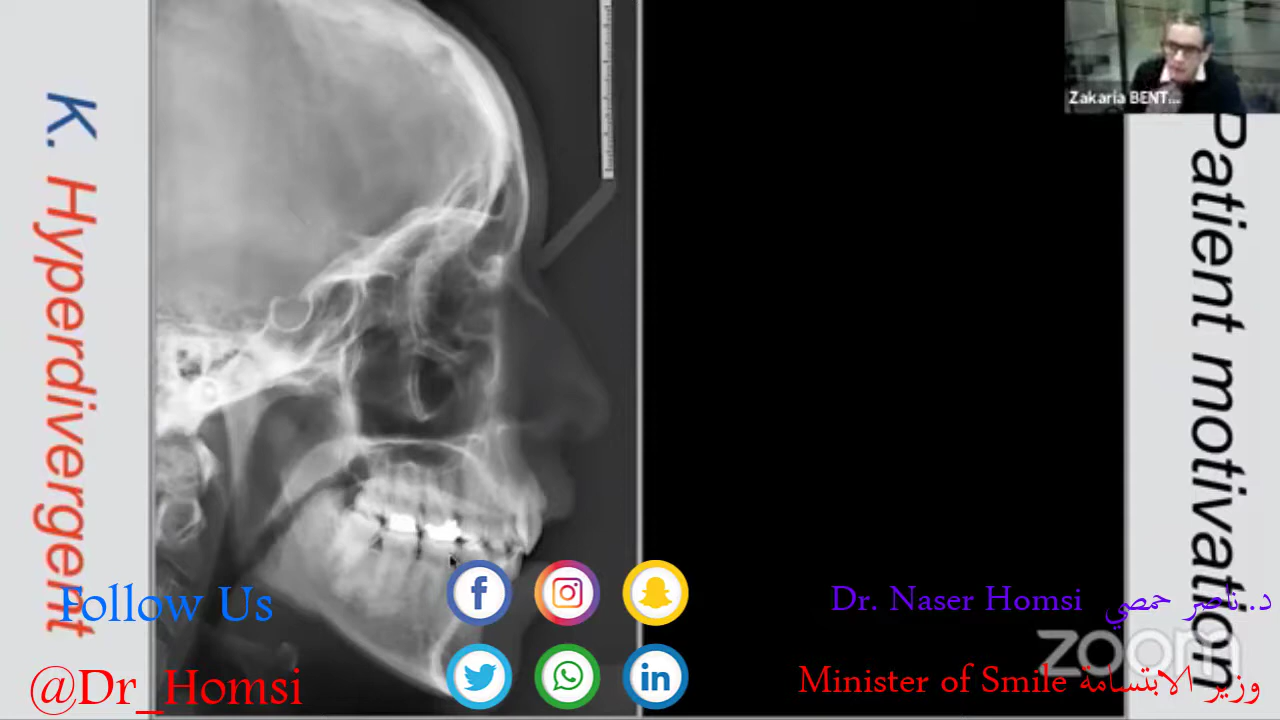 K. Hyperdivergent
Patient motivation
Zakaria BENT...
Follow Us
@Dr_Homsi
Dr. Naser Homsi د. ناصر حمصي
Minister of Smile وزير الابتسامة
zoom